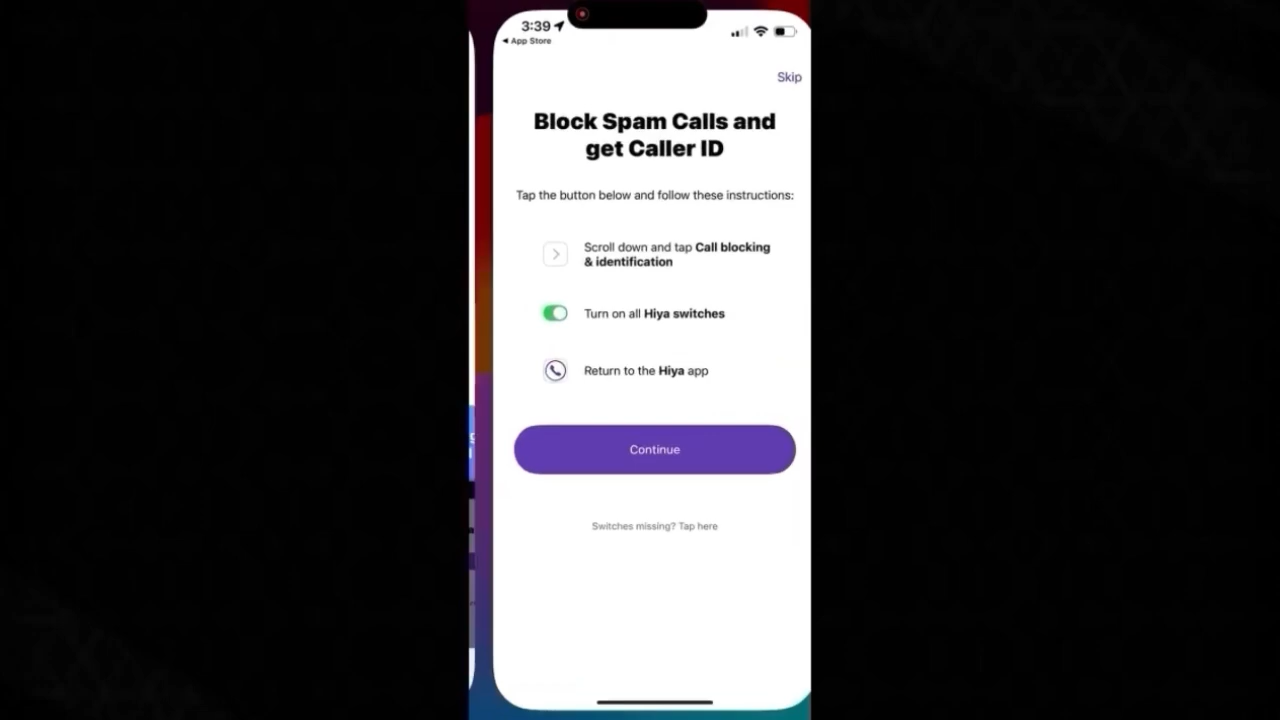 3:39
◀ App Store
Skip
Block Spam Calls and
get Caller ID
Tap the button below and follow these instructions:
Scroll down and tap Call blocking
& identification
Turn on all Hiya switches
Return to the Hiya app
Continue
Switches missing? Tap here